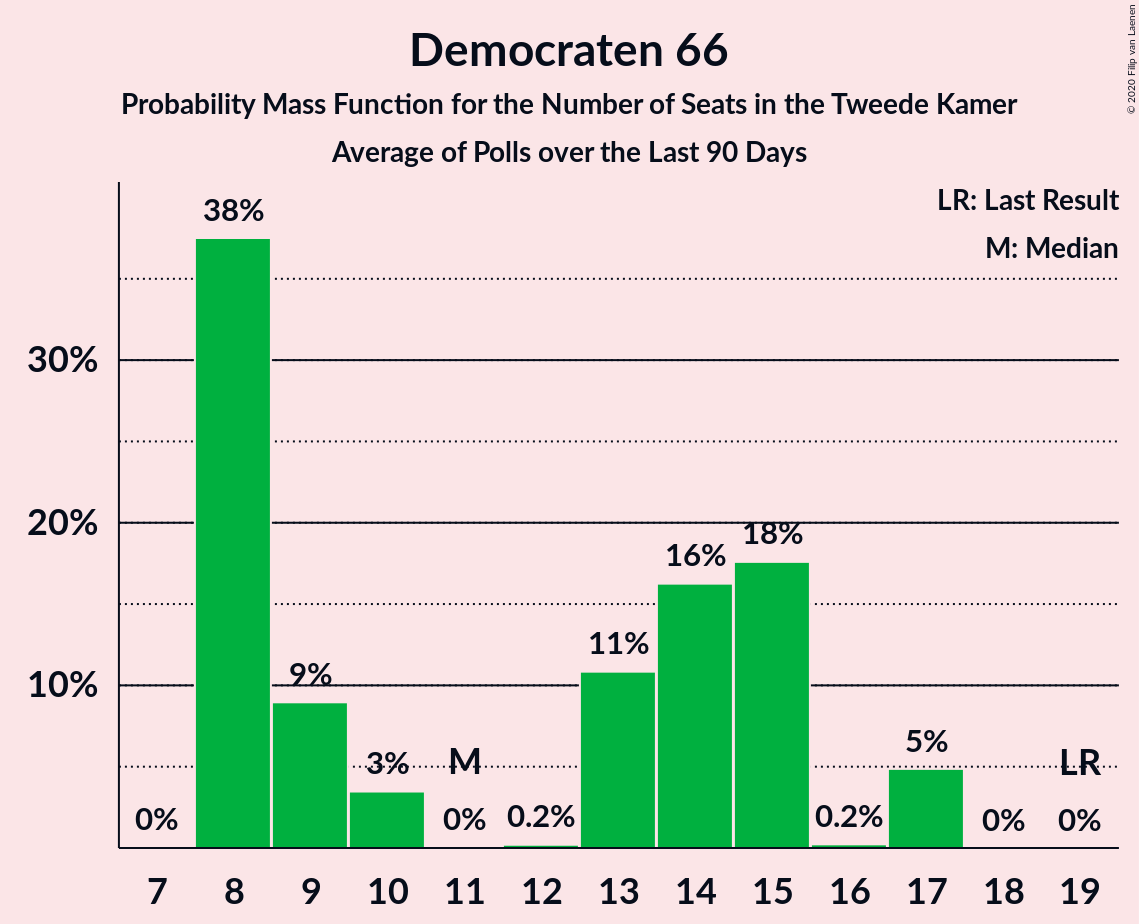 Democraten 66
Probability Mass Function for the Number of Seats in the Tweede Kamer
Average of Polls over the Last 90 Days
© 2020 Filip van Laenen
LR: Last Result
M: Median
38%
30%
20%
18%
16%
11%
10%
9%
5%
3%
M
LR
0%
0%
0.2%
0.2%
0%
0%
7 8 9 10 11 12 13 14 15 16 17 18 19